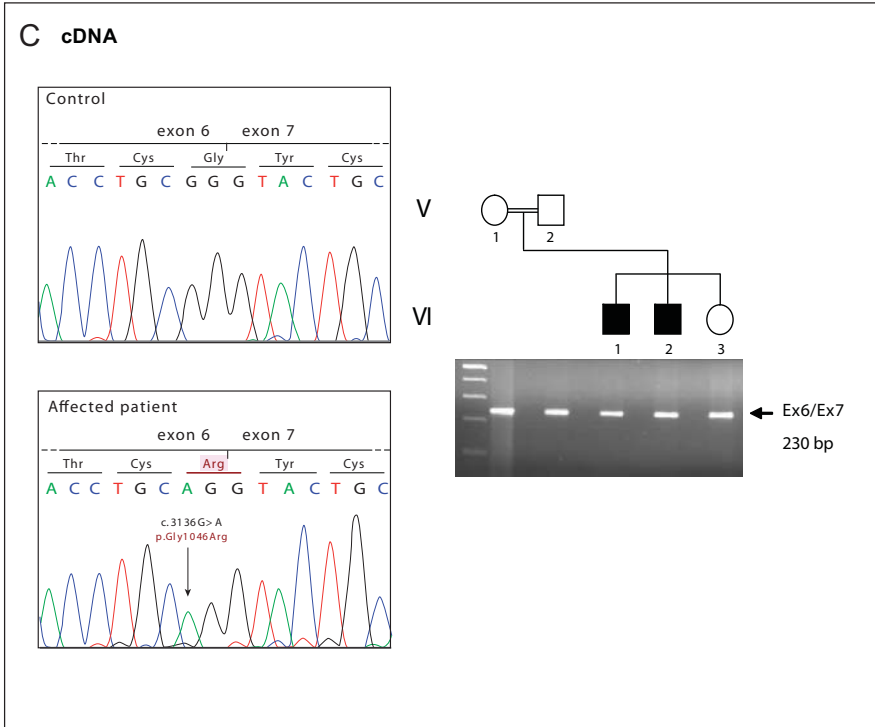 C cDNA
Control
exon 6 exon 7
Thr Cys Gly Tyr Cys
A C C T G C G G G T A C T G C
Affected patient
exon 6 exon 7
Thr Cys Arg Tyr Cys
A C C T G C A G G T A C T G C
c.3136G> A
p.Gly1046Arg
V
1 2
VI
1 2 3
Ex6/Ex7
230 bp